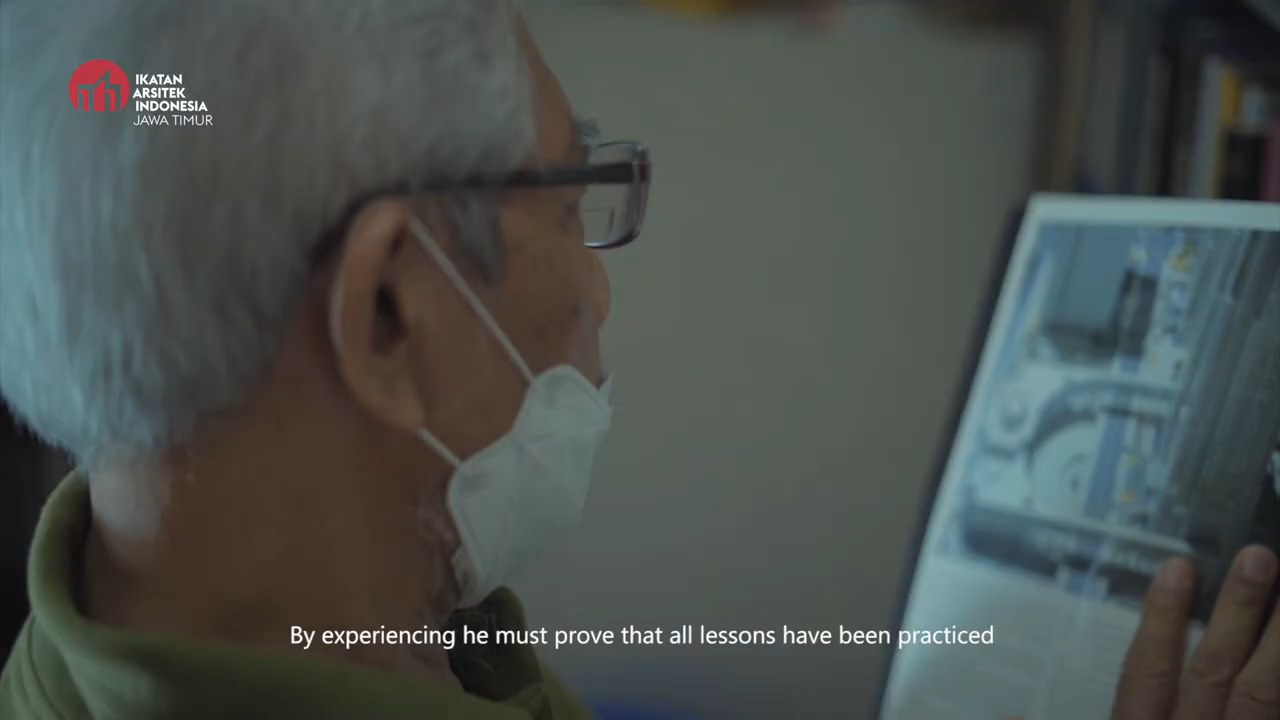 IKATAN
ARSITEK
INDONESIA
JAWA TIMUR
By experiencing he must prove that all lessons have been practiced